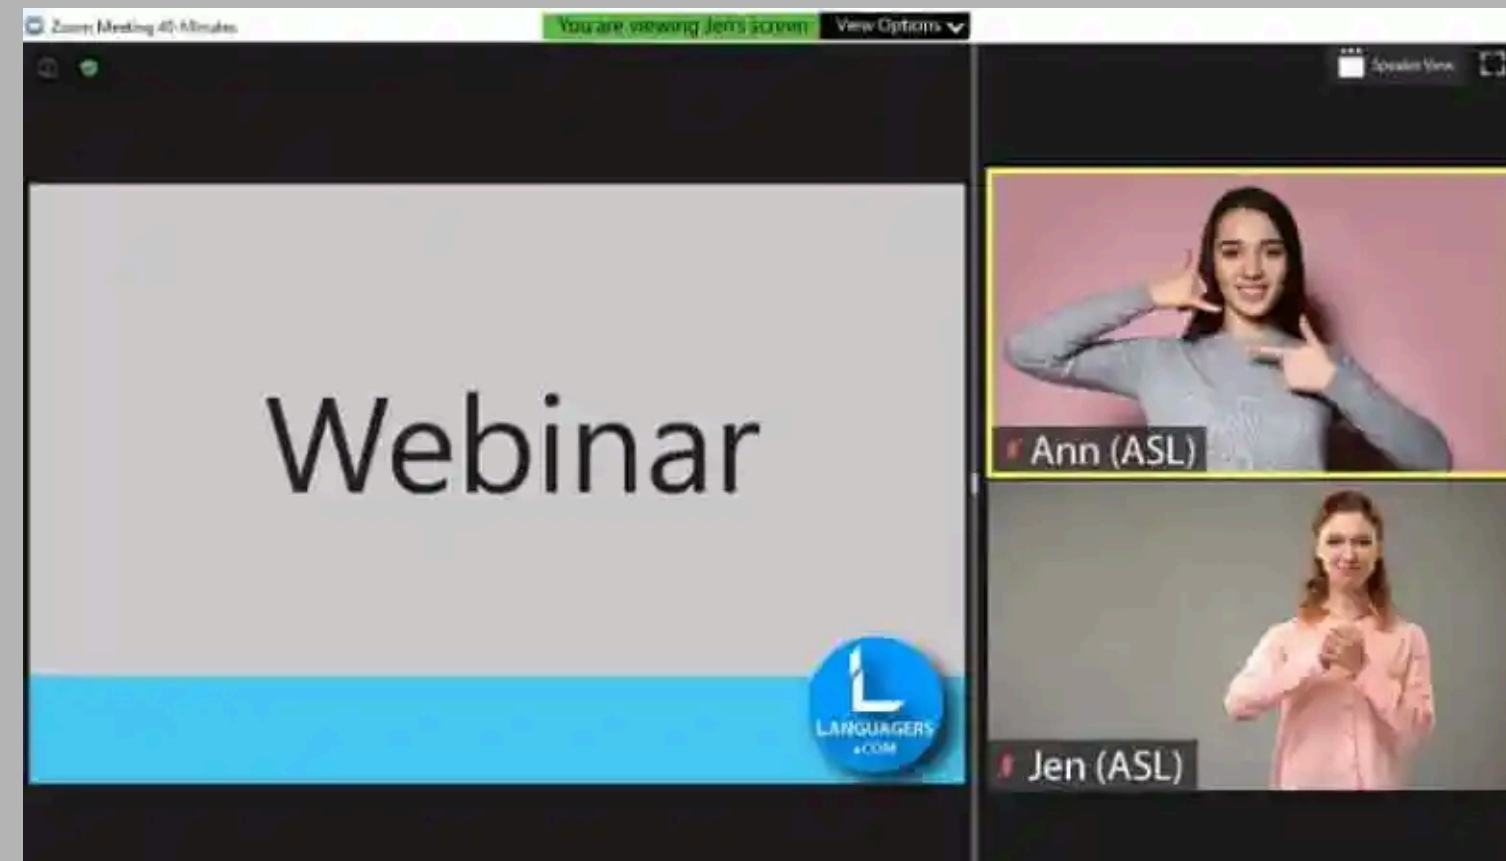 Zoom Meeting 40-Minutes
You are viewing Jen's screen
View Options
Speaker View
Webinar
Ann (ASL)
L
LANGUAGERS
.COM
Jen (ASL)